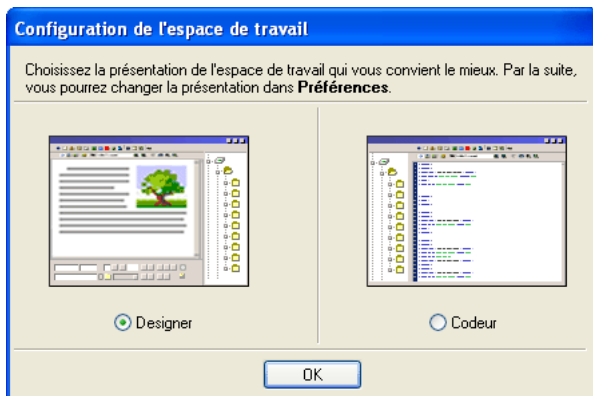 Configuration de l'espace de travail
Choisissez la présentation de l'espace de travail qui vous convient le mieux. Par la suite,
vous pourrez changer la présentation dans Préférences.
Designer
Codeur
OK